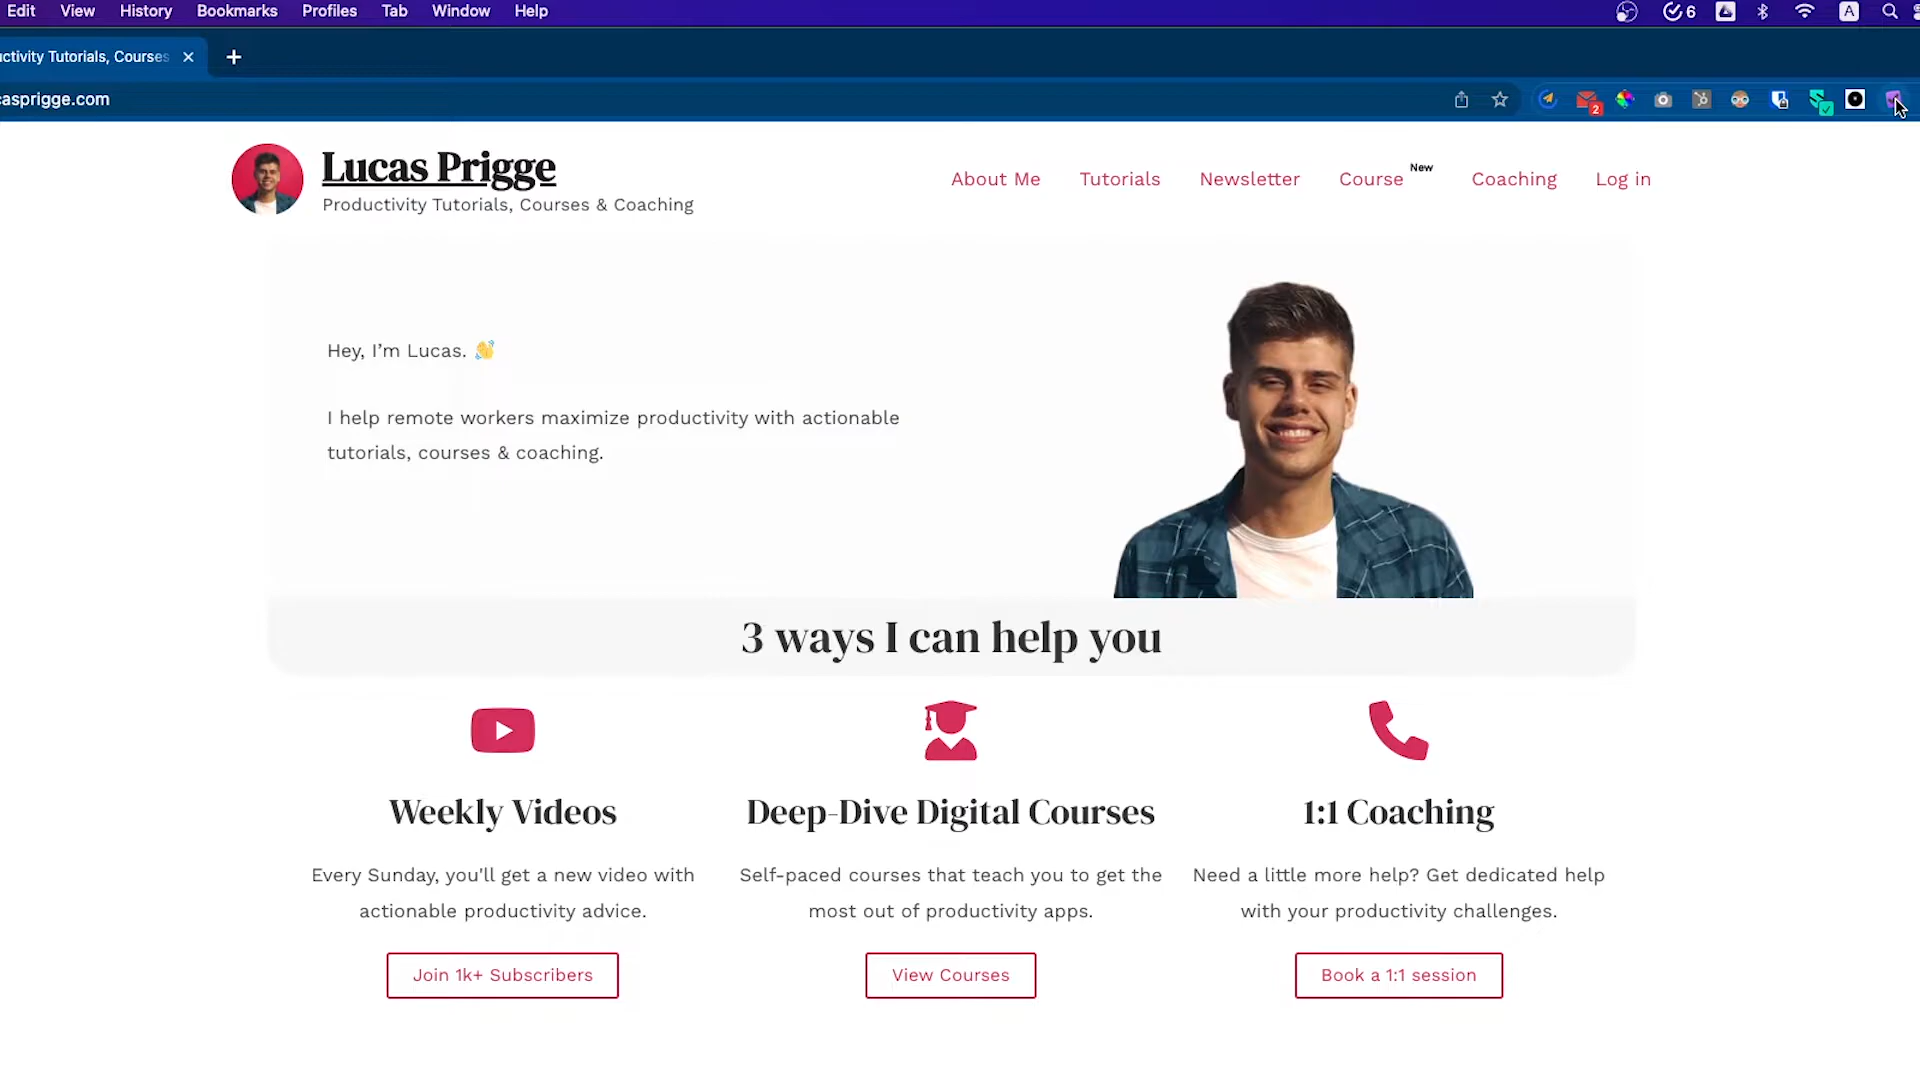 Edit View History Bookmarks Profiles Tab Window Help 6 A
ctivity Tutorials, Courses
casprigge.com
2
Lucas Prigge
Productivity Tutorials, Courses & Coaching
About Me Tutorials Newsletter Course New Coaching Log in
Hey, I'm Lucas. 👋
I help remote workers maximize productivity with actionable
tutorials, courses & coaching.
3 ways I can help you
Weekly Videos
Every Sunday, you'll get a new video with
actionable productivity advice.
Join 1k+ Subscribers
Deep-Dive Digital Courses
Self-paced courses that teach you to get the
most out of productivity apps.
View Courses
1:1 Coaching
Need a little more help? Get dedicated help
with your productivity challenges.
Book a 1:1 session